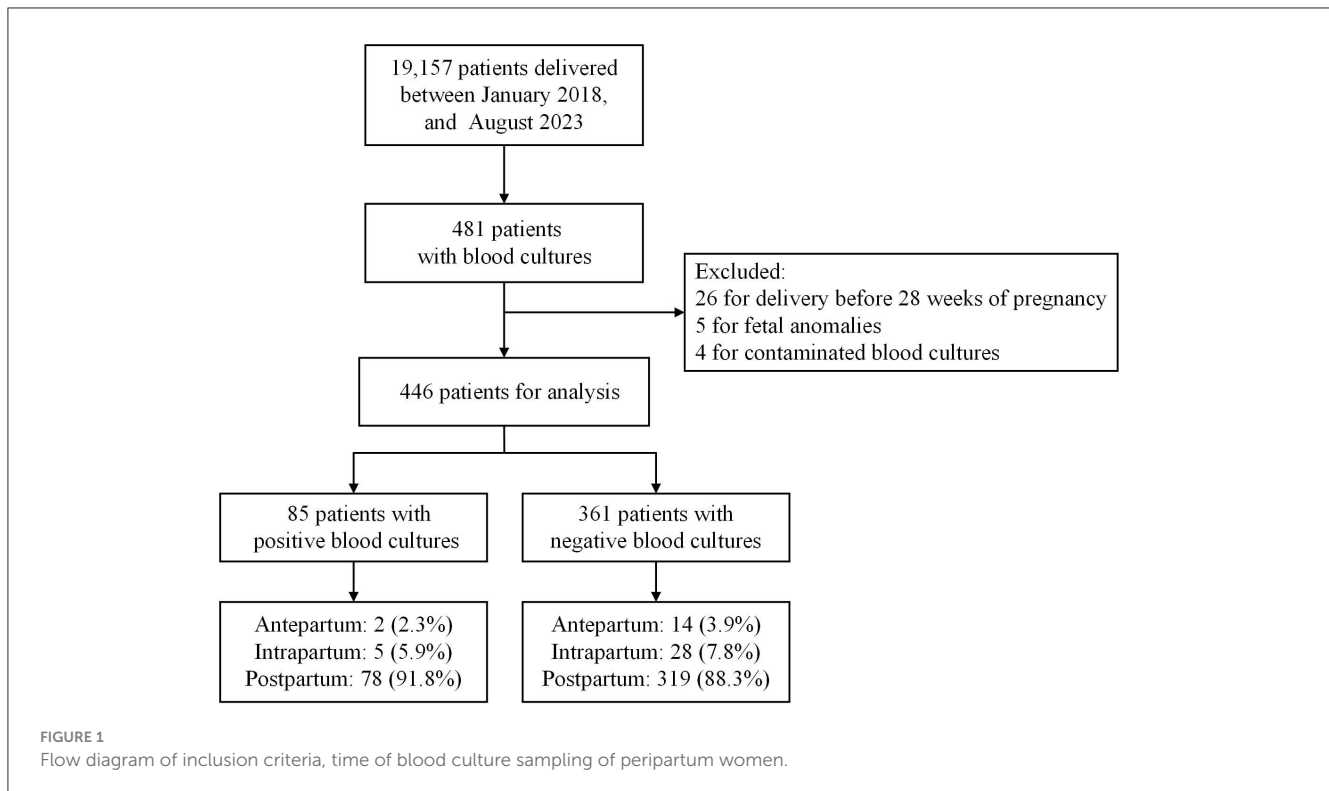 19,157 patients delivered
between January 2018,
and August 2023
481 patients
with blood cultures
Excluded:
26 for delivery before 28 weeks of pregnancy
5 for fetal anomalies
4 for contaminated blood cultures
446 patients for analysis
85 patients with
positive blood cultures
361 patients with
negative blood cultures
Antepartum: 2 (2.3%)
Intrapartum: 5 (5.9%)
Postpartum: 78 (91.8%)
Antepartum: 14 (3.9%)
Intrapartum: 28 (7.8%)
Postpartum: 319 (88.3%)
FIGURE 1
Flow diagram of inclusion criteria, time of blood culture sampling of peripartum women.